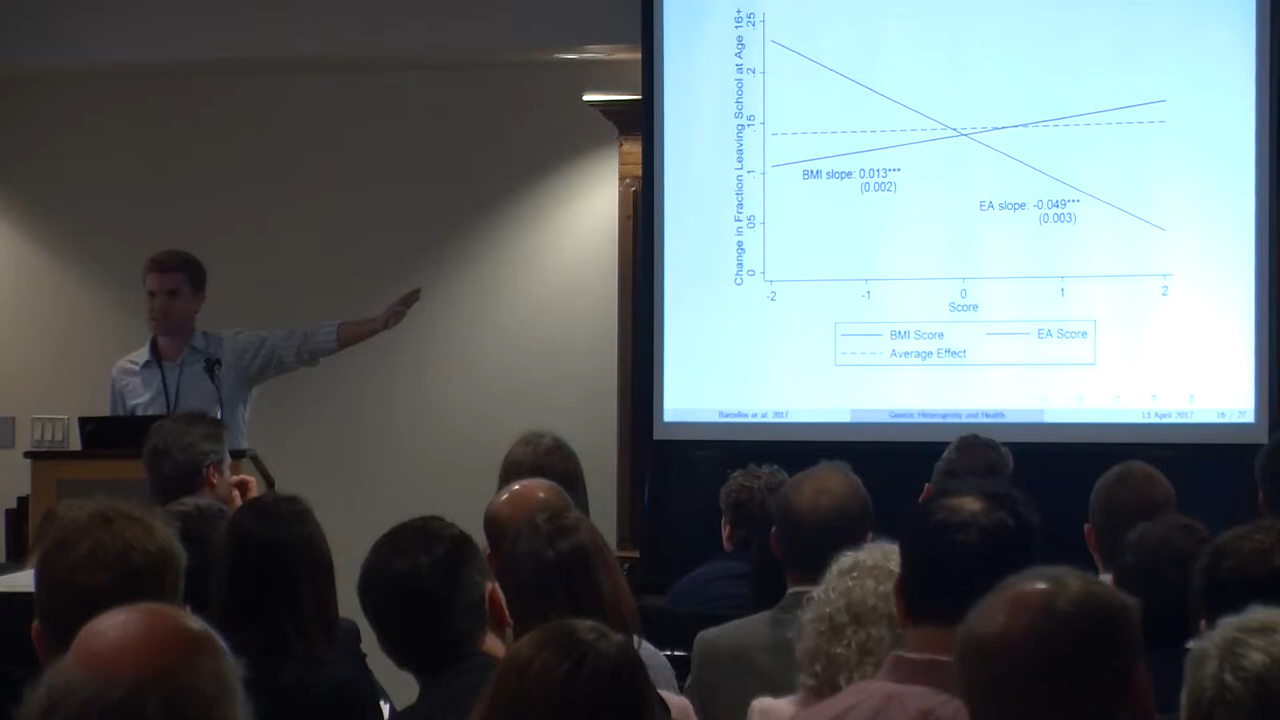 Change in Fraction Leaving School at Age 16+
.25
.2
.15
.1
.05
0
BMI slope: 0.013***
(0.002)
EA slope: -0.049***
(0.003)
-2
-1
0
1
2
Score
BMI Score
EA Score
Average Effect
Barcellos et al. 2017
Genetic Heterogeneity and Health
13 April 2017
16 / 27